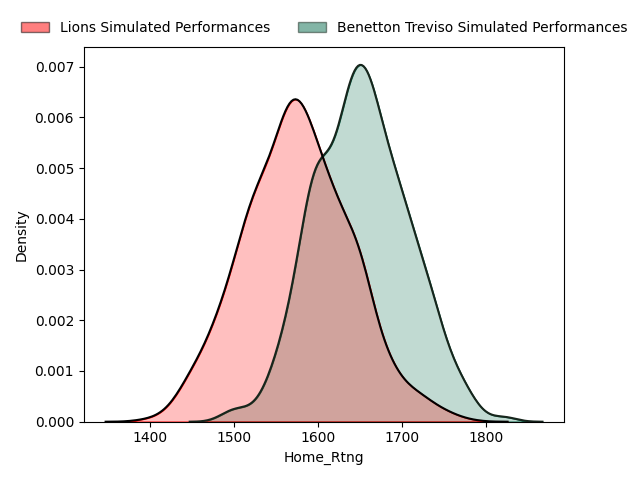 Lions Simulated Performances Benetton Treviso Simulated Performances
0.007
0.006
0.005
0.004
0.003
0.002
0.001
0.000
Density
1400 1500 1600 1700 1800
Home_Rtng